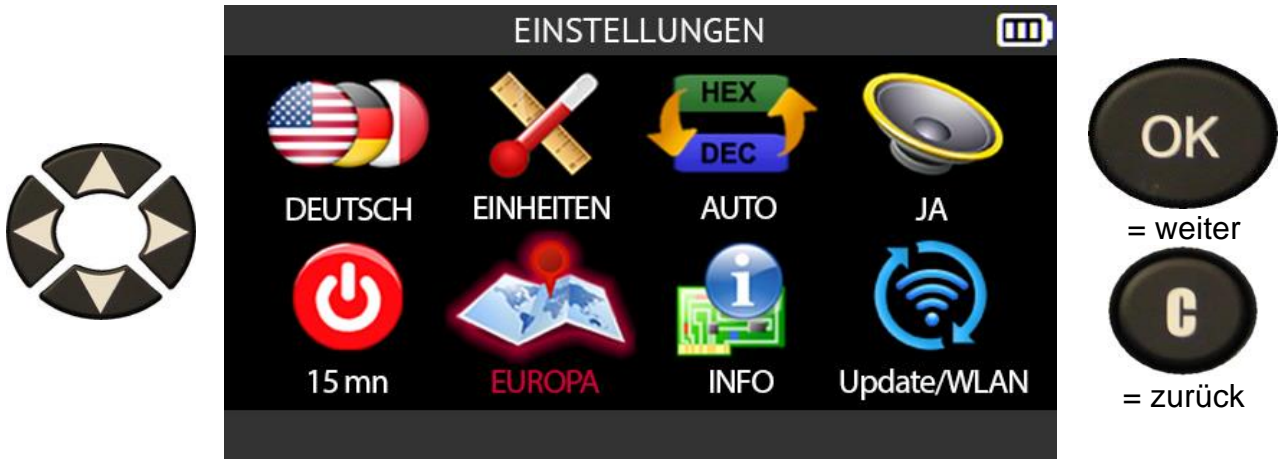 EINSTELLUNGEN
HEX
DEC
DEUTSCH EINHEITEN AUTO JA
15 mn EUROPA INFO Update/WLAN
OK
= weiter
C
= zurück